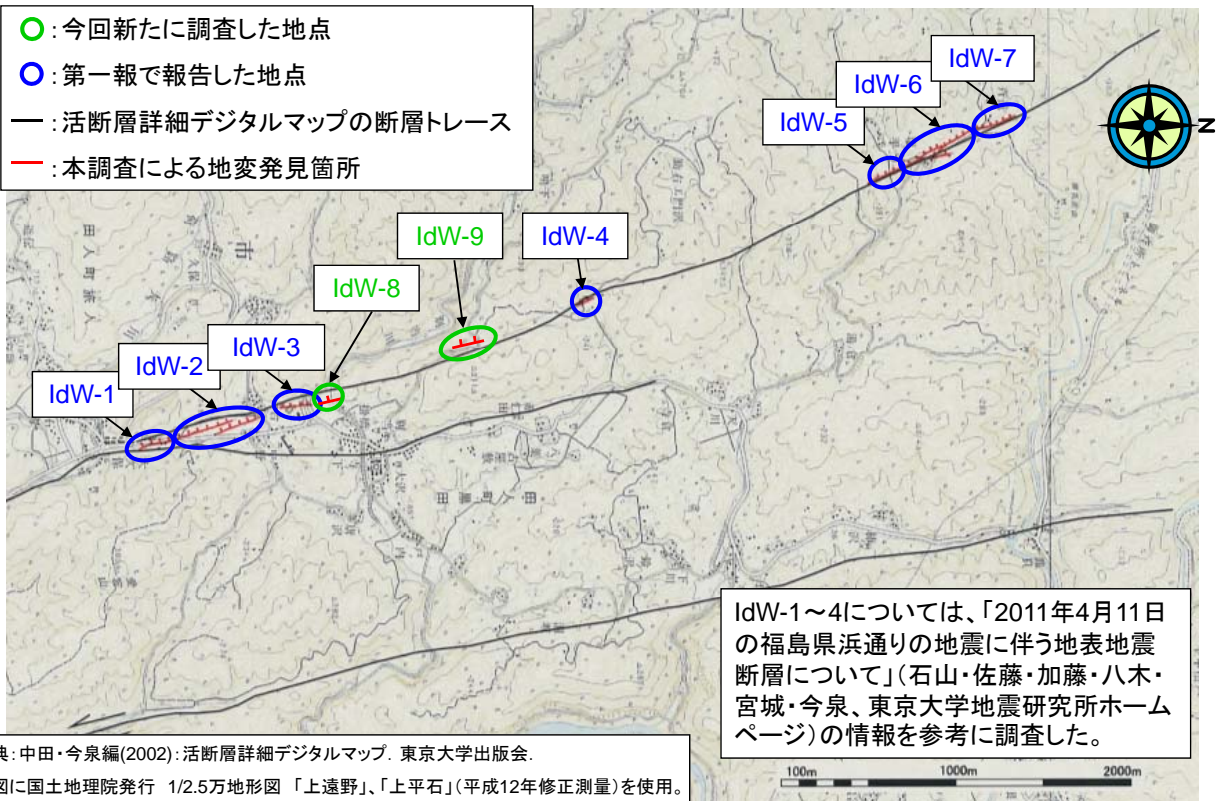 :今回新たに調査した地点
:第一報で報告した地点
:活断層詳細デジタルマップの断層トレース
:本調査による地変発見箇所
IdW-7
IdW-6
IdW-5
N
IdW-9
IdW-4
IdW-8
IdW-3
IdW-2
IdW-1
市
田人町旅人
田人町黒田
IdW-1~4については、「2011年4月11日
の福島県浜通りの地震に伴う地表地震
断層について」(石山・佐藤・加藤・八木・
宮城・今泉、東京大学地震研究所ホーム
ページ)の情報を参考に調査した。
:中田・今泉編(2002):活断層詳細デジタルマップ. 東京大学出版会.
図に国土地理院発行 1/2.5万地形図 「上遠野」、「上平石」(平成12年修正測量)を使用。
100m 1000m 2000m